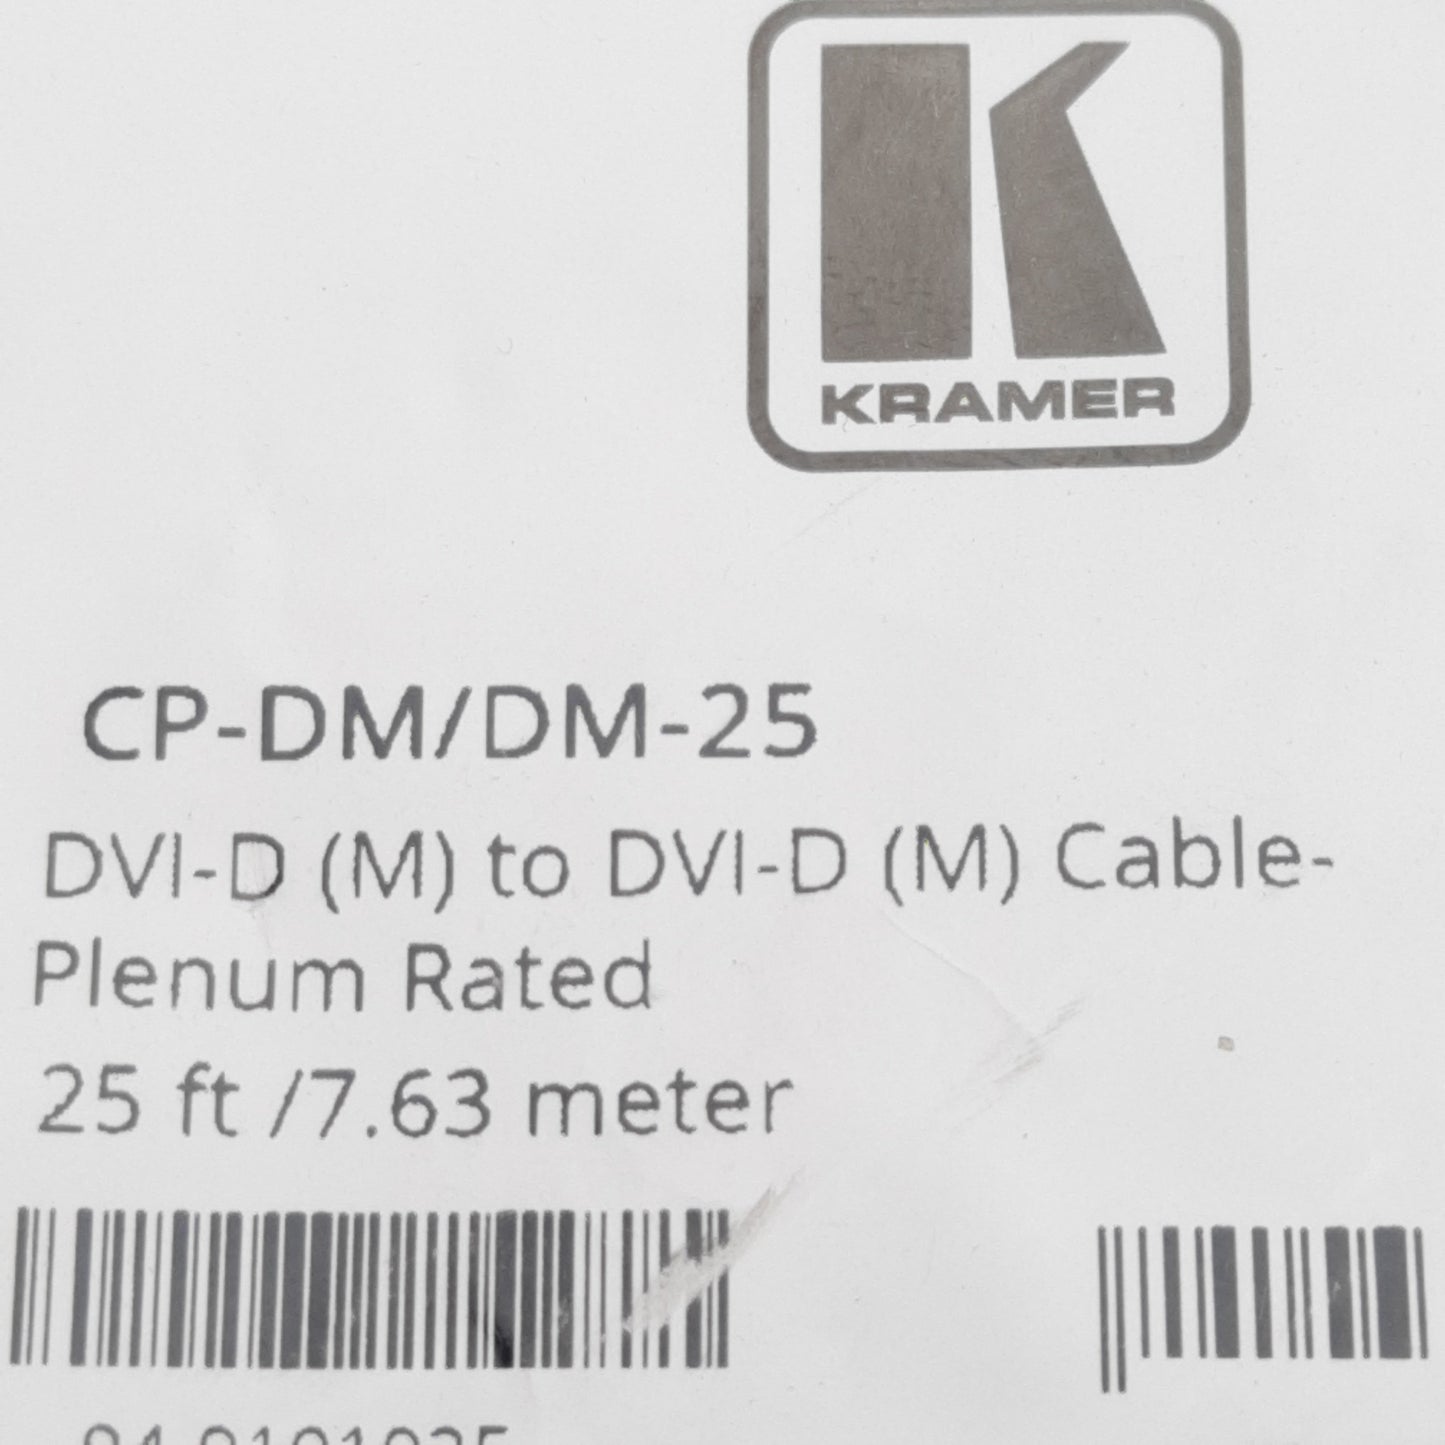 KRAMER
CP-DM/DM-25
DVI-D (M) to DVI-D (M) Cable-
Plenum Rated
25 ft /7.63 meter